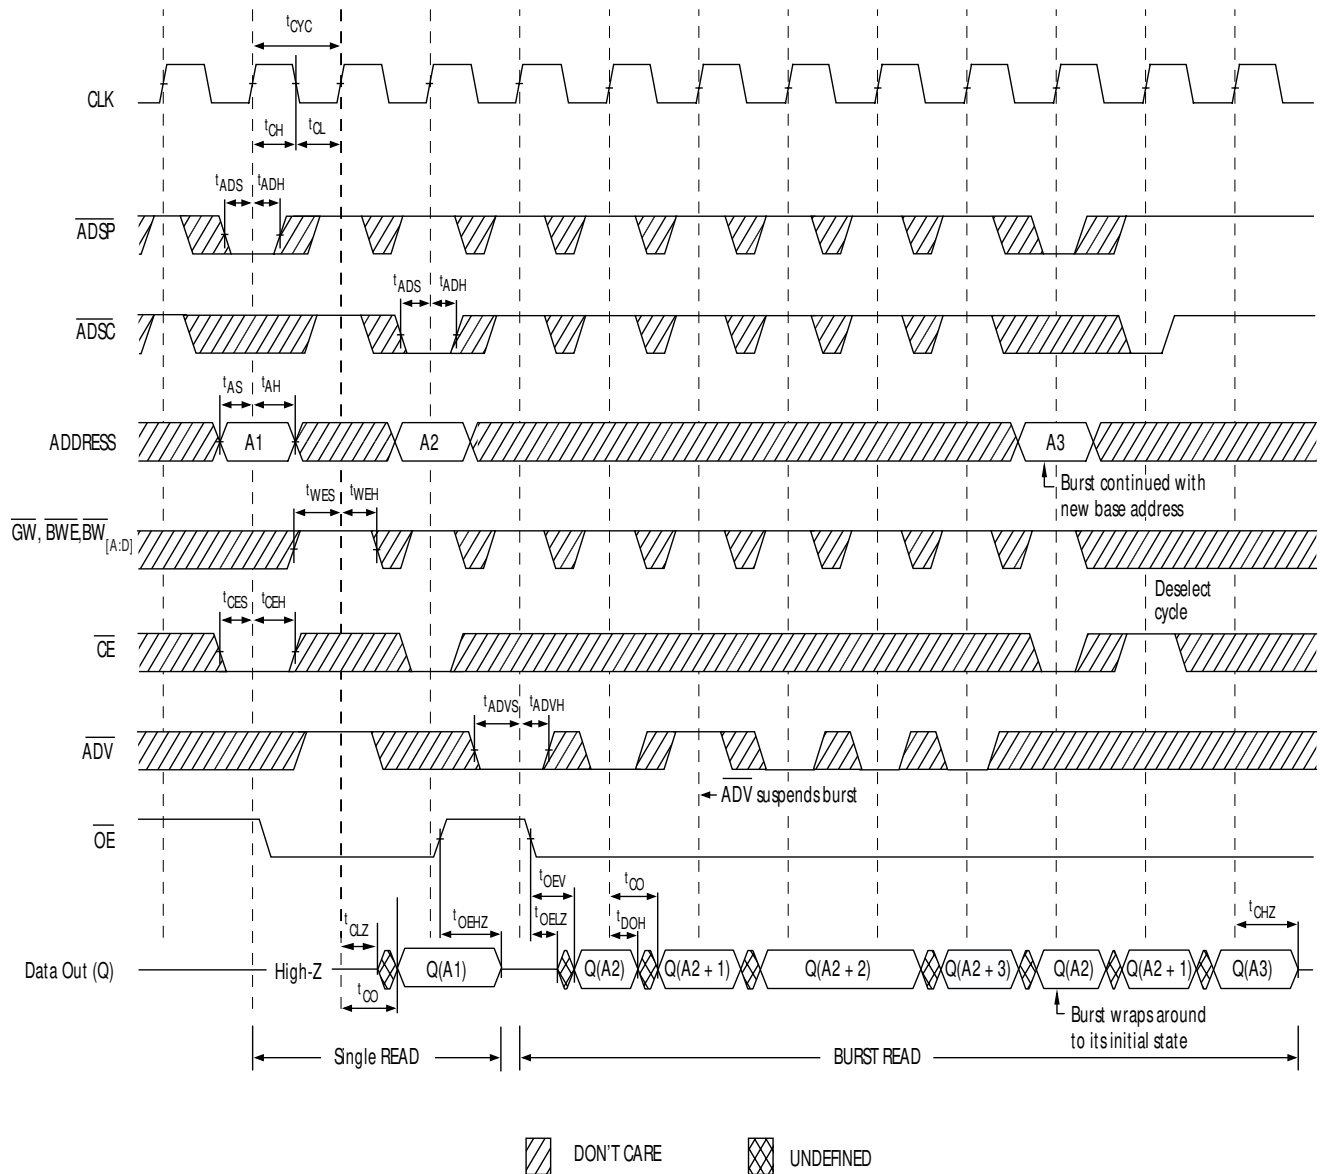 tCYC
CLK
tCH
tCL
tADS
tADH
ADSP
tADS
tADH
ADSC
tAS
tAH
ADDRESS
A1
A2
A3
Burst continued with
new base address
tWES
tWEH
GW, BWE,BW[A:D]
Deselect
cycle
tCES
tCEH
CE
tADVS
tADVH
ADV
ADV suspends burst
OE
tOEV
tCO
tCLZ
tOEHZ
tOELZ
tDOH
tCHZ
Data Out (Q)
High-Z
Q(A1)
Q(A2)
Q(A2 + 1)
Q(A2 + 2)
Q(A2 + 3)
Q(A2)
Q(A2 + 1)
Q(A3)
tCO
Burst wraps around
to its initial state
Single READ
BURST READ
DON'T CARE
UNDEFINED